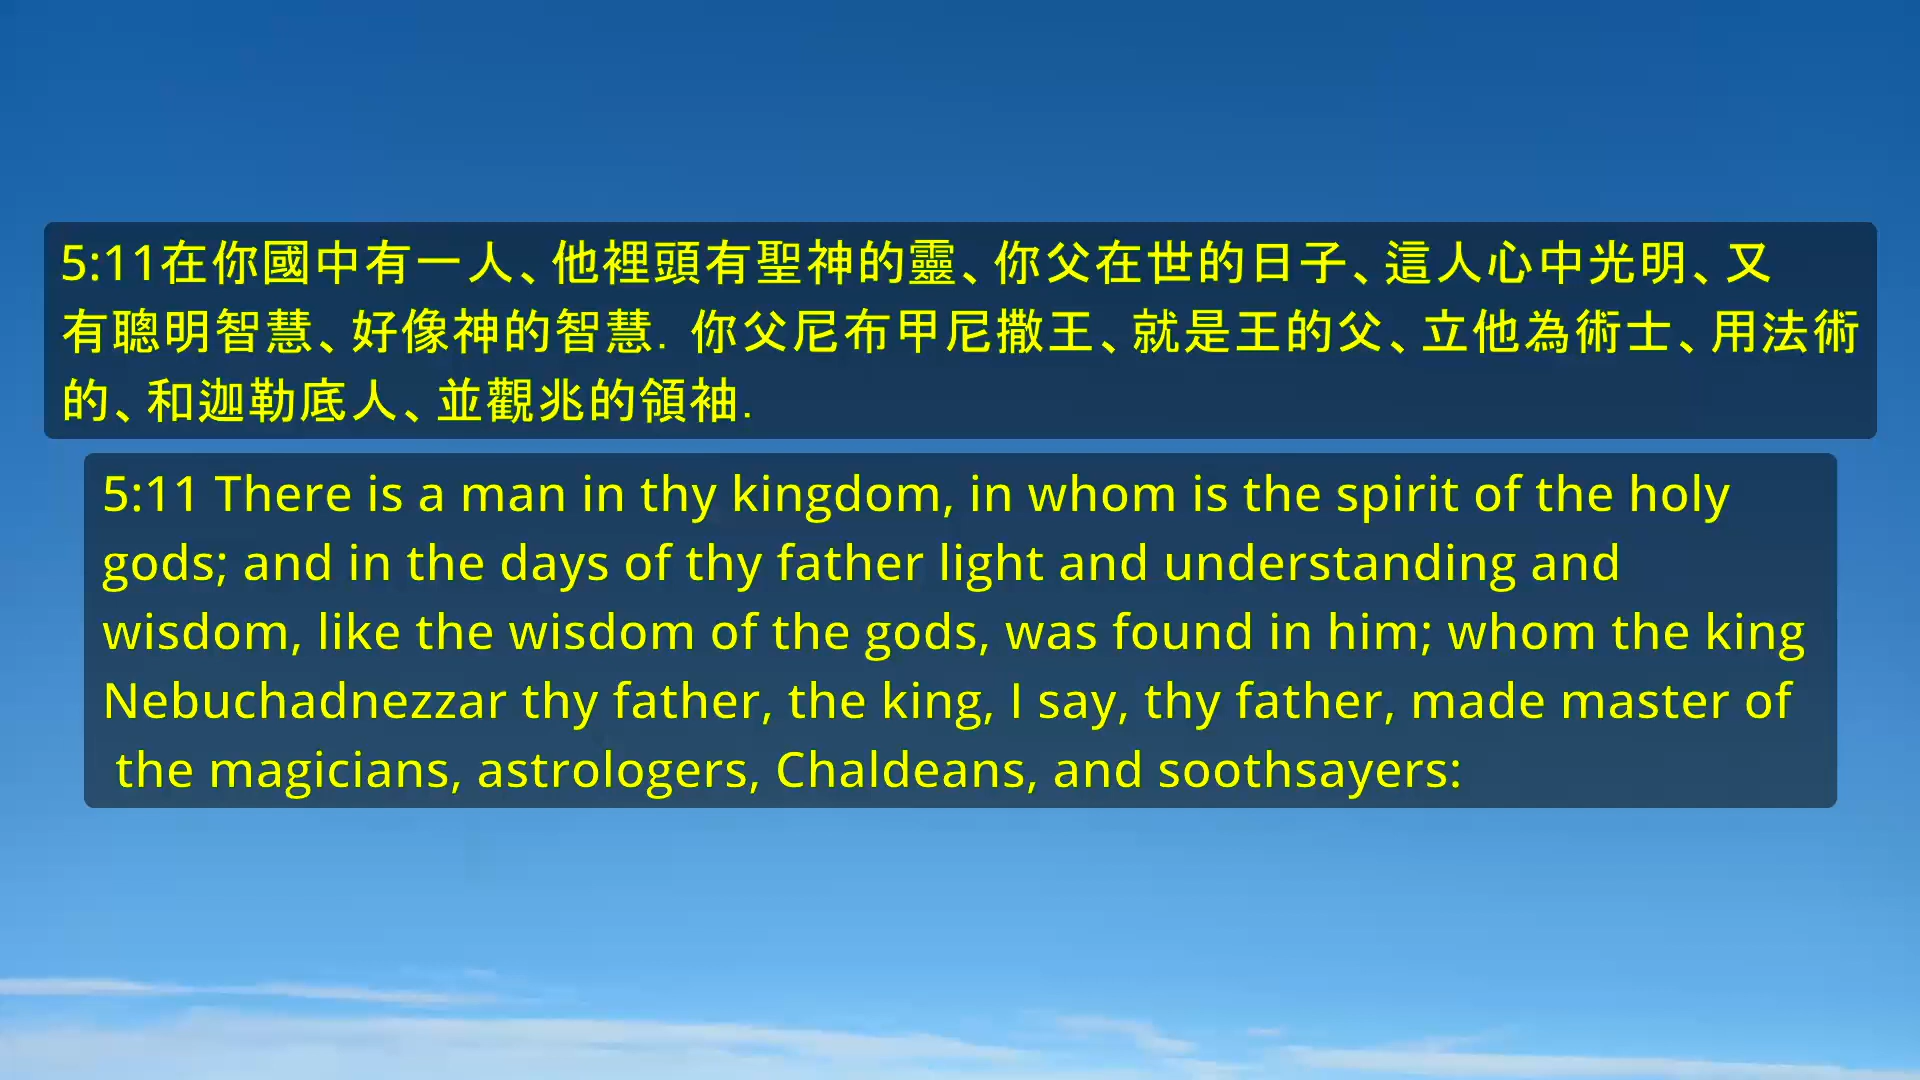 5:11在你國中有一人、他裡頭有聖神的靈、你父在世的日子、這人心中光明、又
有聰明智慧、好像神的智慧. 你父尼布甲尼撒王、就是王的父、立他為術士、用法術
的、和迦勒底人、並觀兆的領袖.
5:11 There is a man in thy kingdom, in whom is the spirit of the holy
gods; and in the days of thy father light and understanding and
wisdom, like the wisdom of the gods, was found in him; whom the king
Nebuchadnezzar thy father, the king, I say, thy father, made master of
the magicians, astrologers, Chaldeans, and soothsayers: